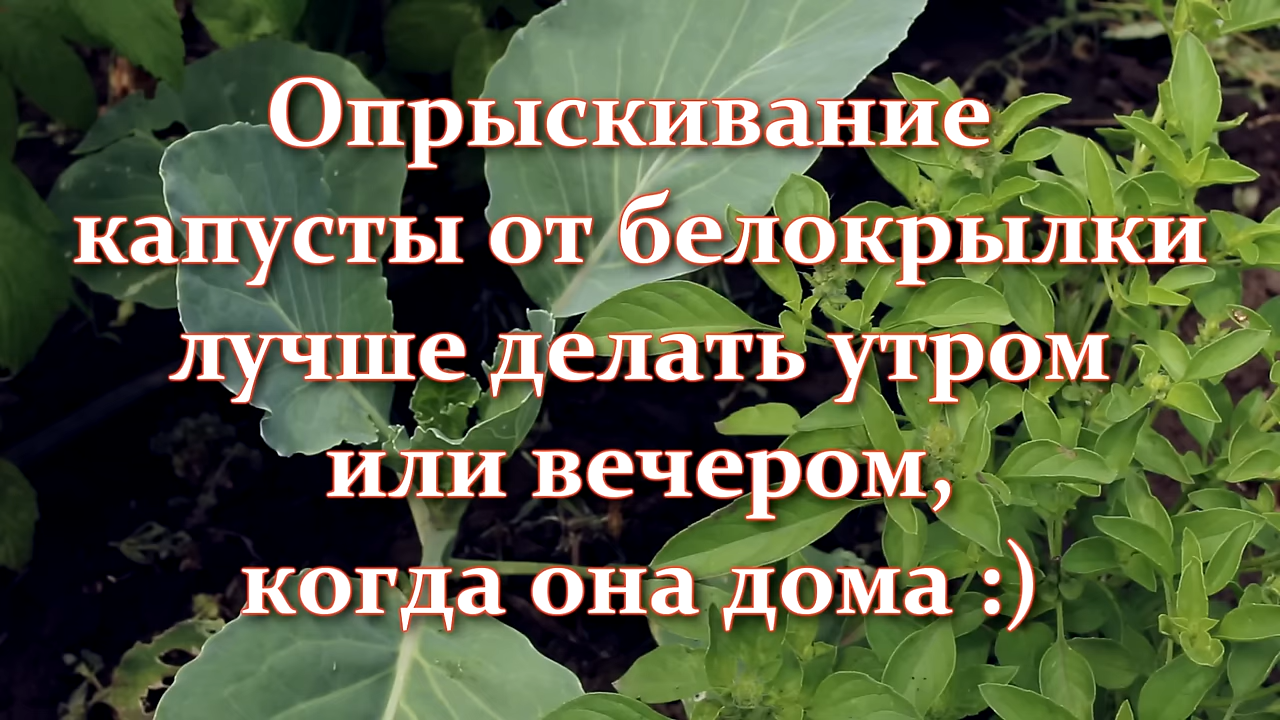 Опрыскивание
капусты от белокрылки
лучше делать утром
или вечером,
когда она дома :)